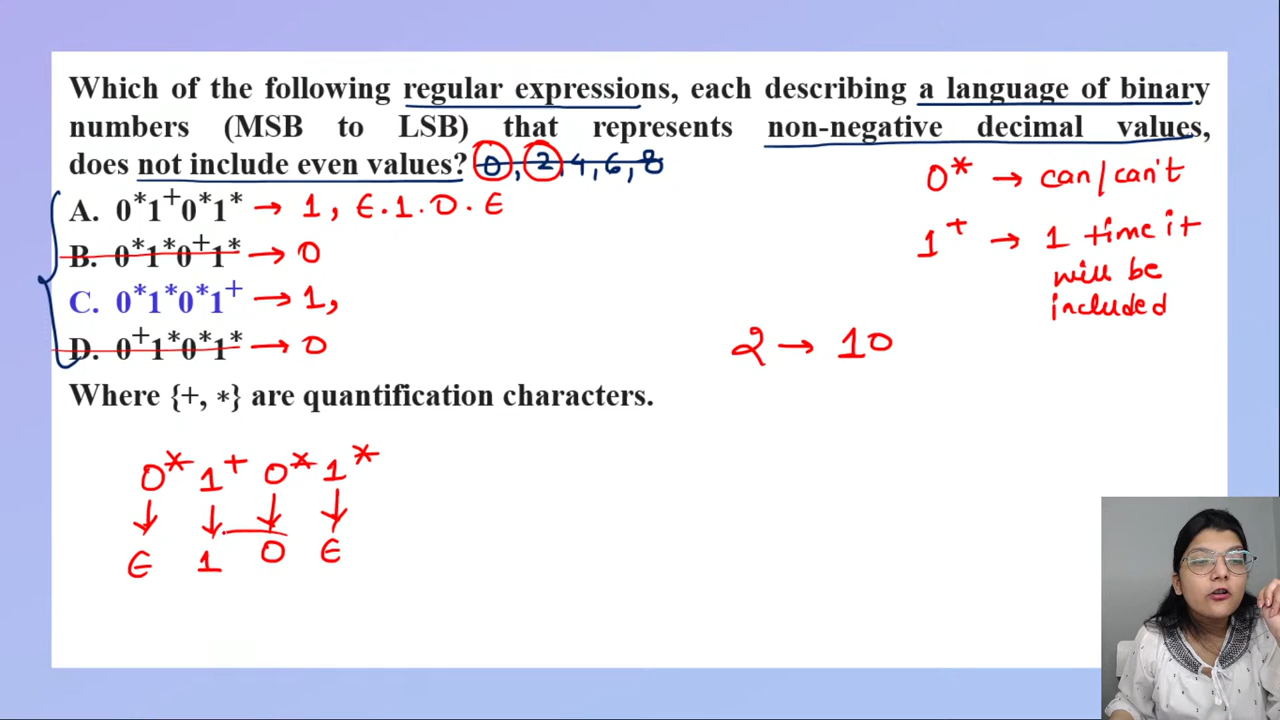 Which of the following regular expressions, each describing a language of binary
numbers (MSB to LSB) that represents non-negative decimal values,
does not include even values? 0, 2, 4, 6, 8
A. 0*1+0*1* → 1, ϵ.1.0.ϵ
B. 0*1*0+1* → 0
C. 0*1*0*1+ → 1,
D. 0+1*0*1* → 0
Where {+, *} are quantification characters.
0* → can/can't
1+ → 1 time it
will be
included
2 → 10
0* 1+ 0* 1*
↓ ↓ ↓ ↓
ϵ 1 0 ϵ